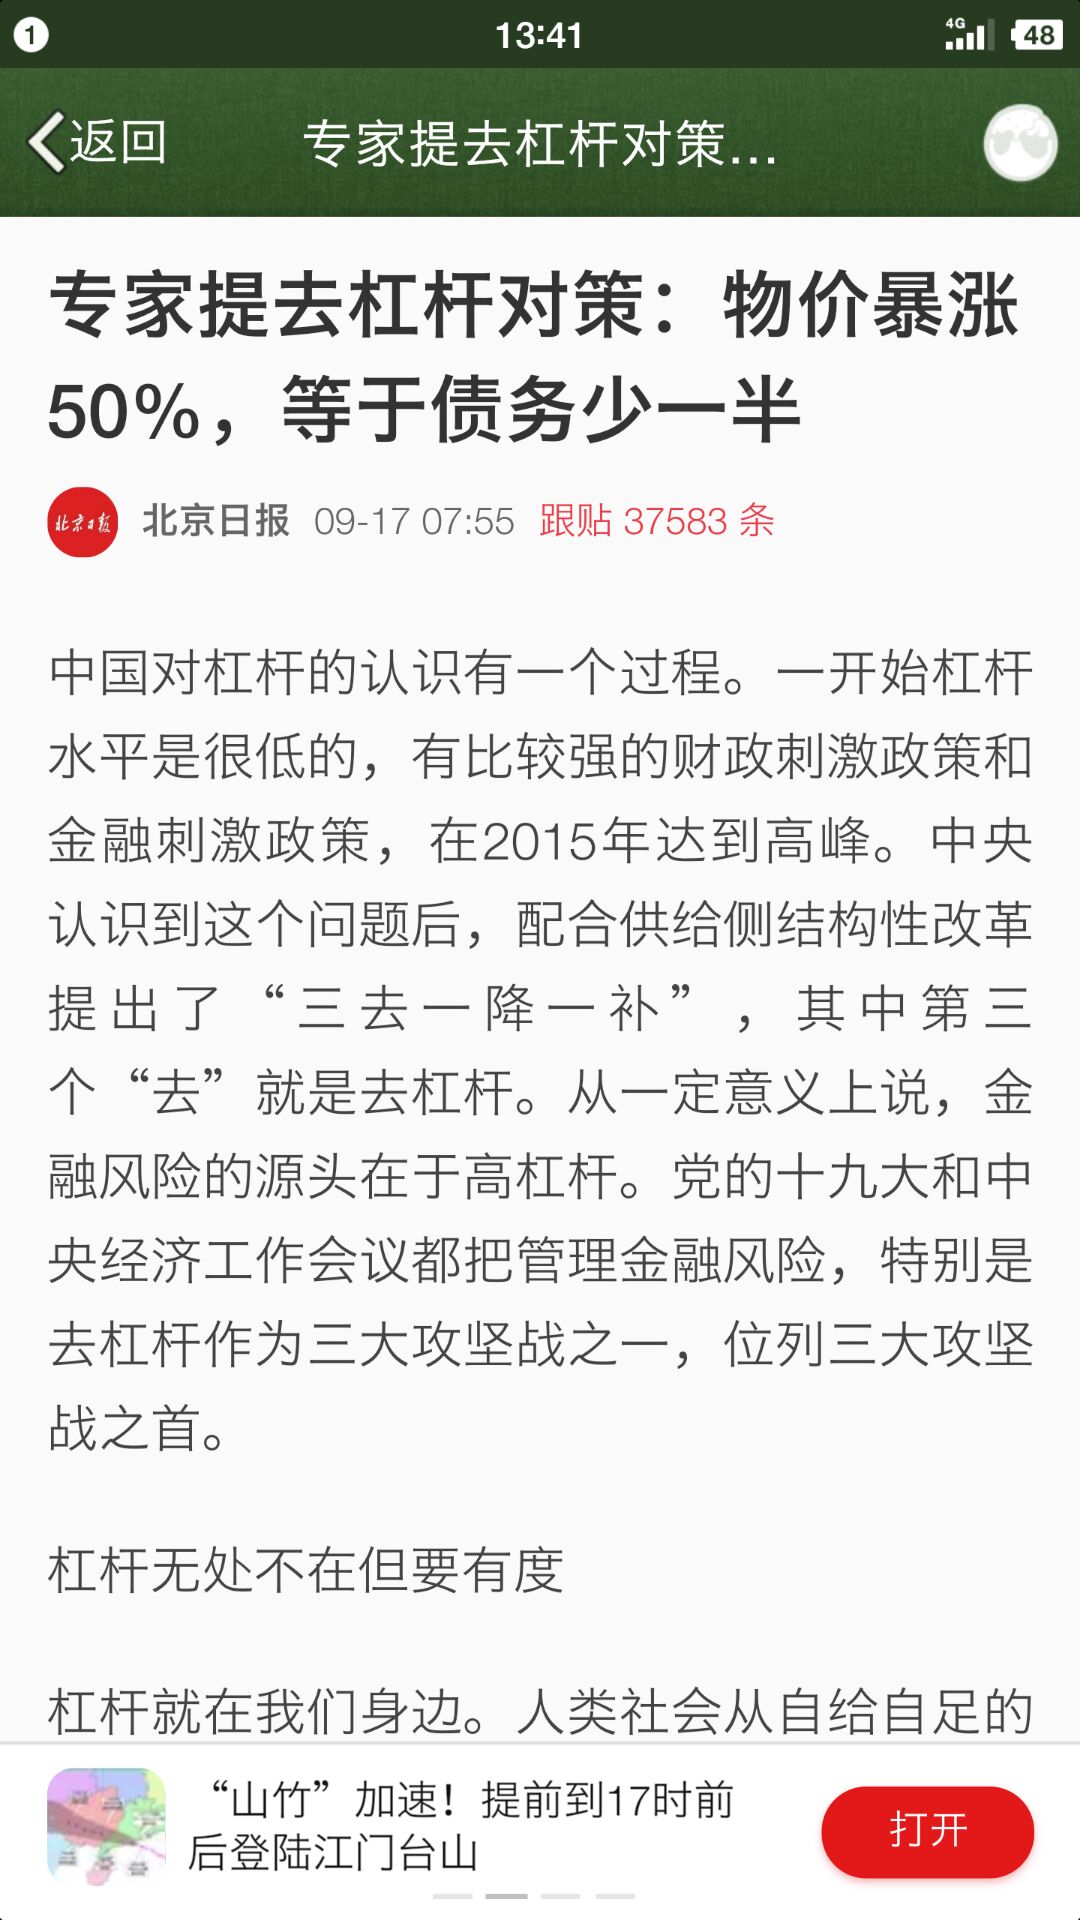 1
13:41
4G
48
返回
专家提去杠杆对策...
专家提去杠杆对策：物价暴涨
50%，等于债务少一半
北京日报
北京日报 09-17 07:55 跟贴 37583 条
中国对杠杆的认识有一个过程。一开始杠杆
水平是很低的，有比较强的财政刺激政策和
金融刺激政策，在2015年达到高峰。中央
认识到这个问题后，配合供给侧结构性改革
提出了“三去一降一补”，其中第三
个“去”就是去杠杆。从一定意义上说，金
融风险的源头在于高杠杆。党的十九大和中
央经济工作会议都把管理金融风险，特别是
去杠杆作为三大攻坚战之一，位列三大攻坚
战之首。
杠杆无处不在但要有度
杠杆就在我们身边。人类社会从自给自足的
“山竹”加速！提前到17时前
后登陆江门台山
打开